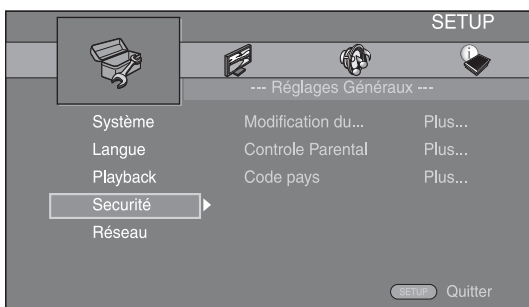 SETUP
--- Réglages Généraux ---
Système
Modification du... Plus...
Langue
Controle Parental Plus...
Playback
Code pays Plus...
Securité
Réseau
SETUP Quitter